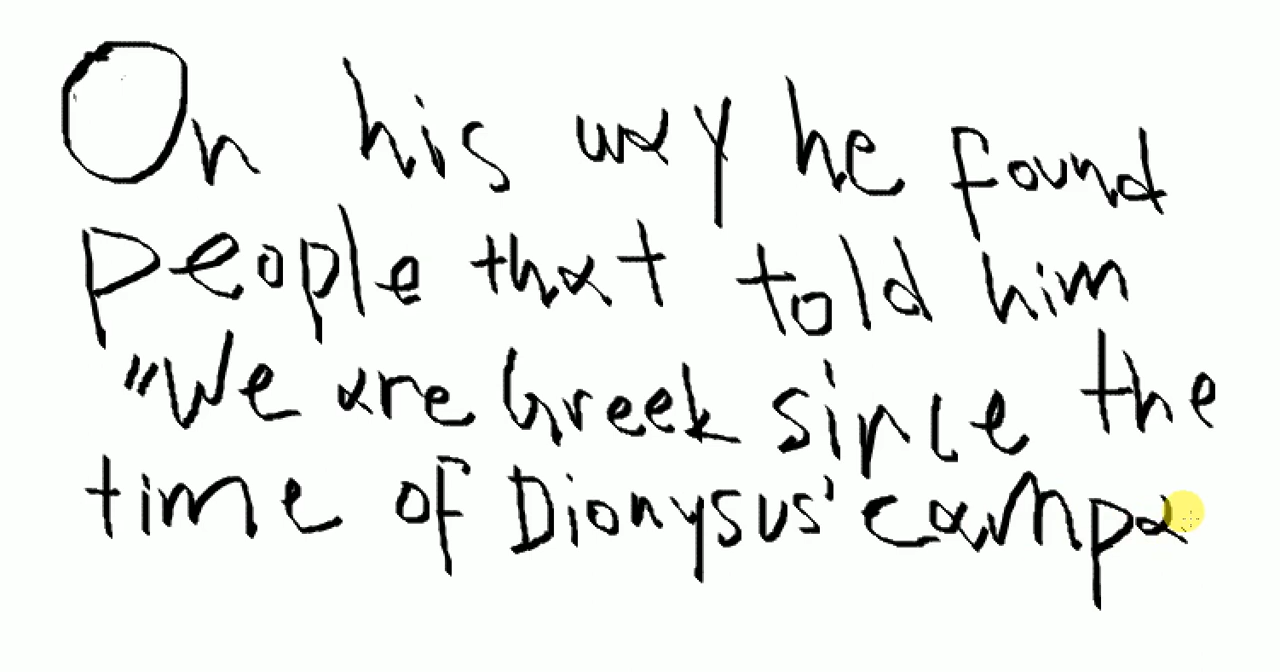 On his way he found
people that told him
"We are Greek since the
time of Dionysus' campa